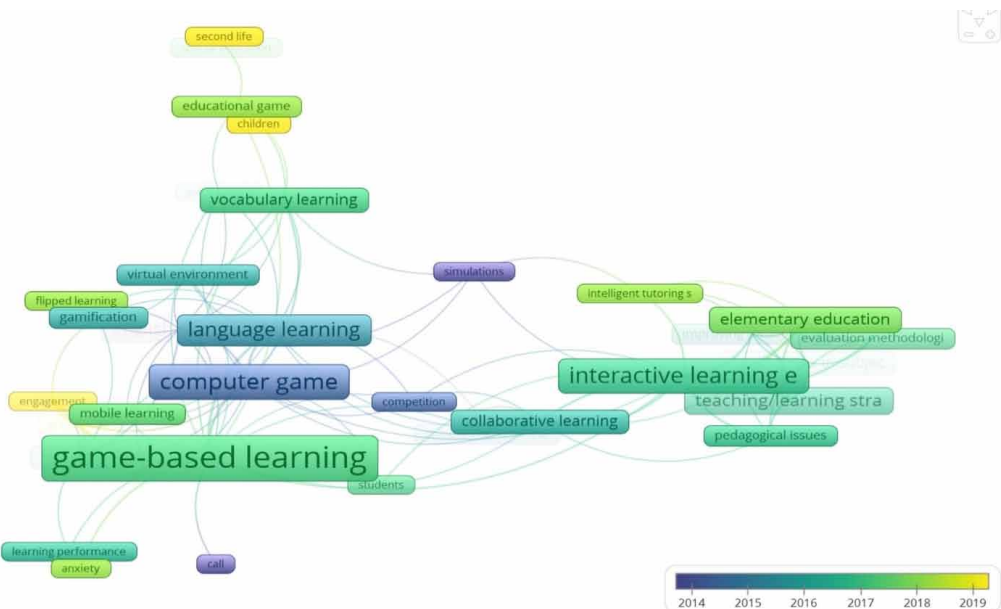 second life
educational game
children
vocabulary learning
simulations
virtual environment
intelligent tutoring s
flipped learning
gamification
elementary education
language learning
evaluation methodologi
interactive learning e
computer game
engagement
competition
teaching/learning stra
mobile learning
collaborative learning
pedagogical issues
game-based learning
students
learning performance
anxiety
call
2014 2015 2016 2017 2018 2019